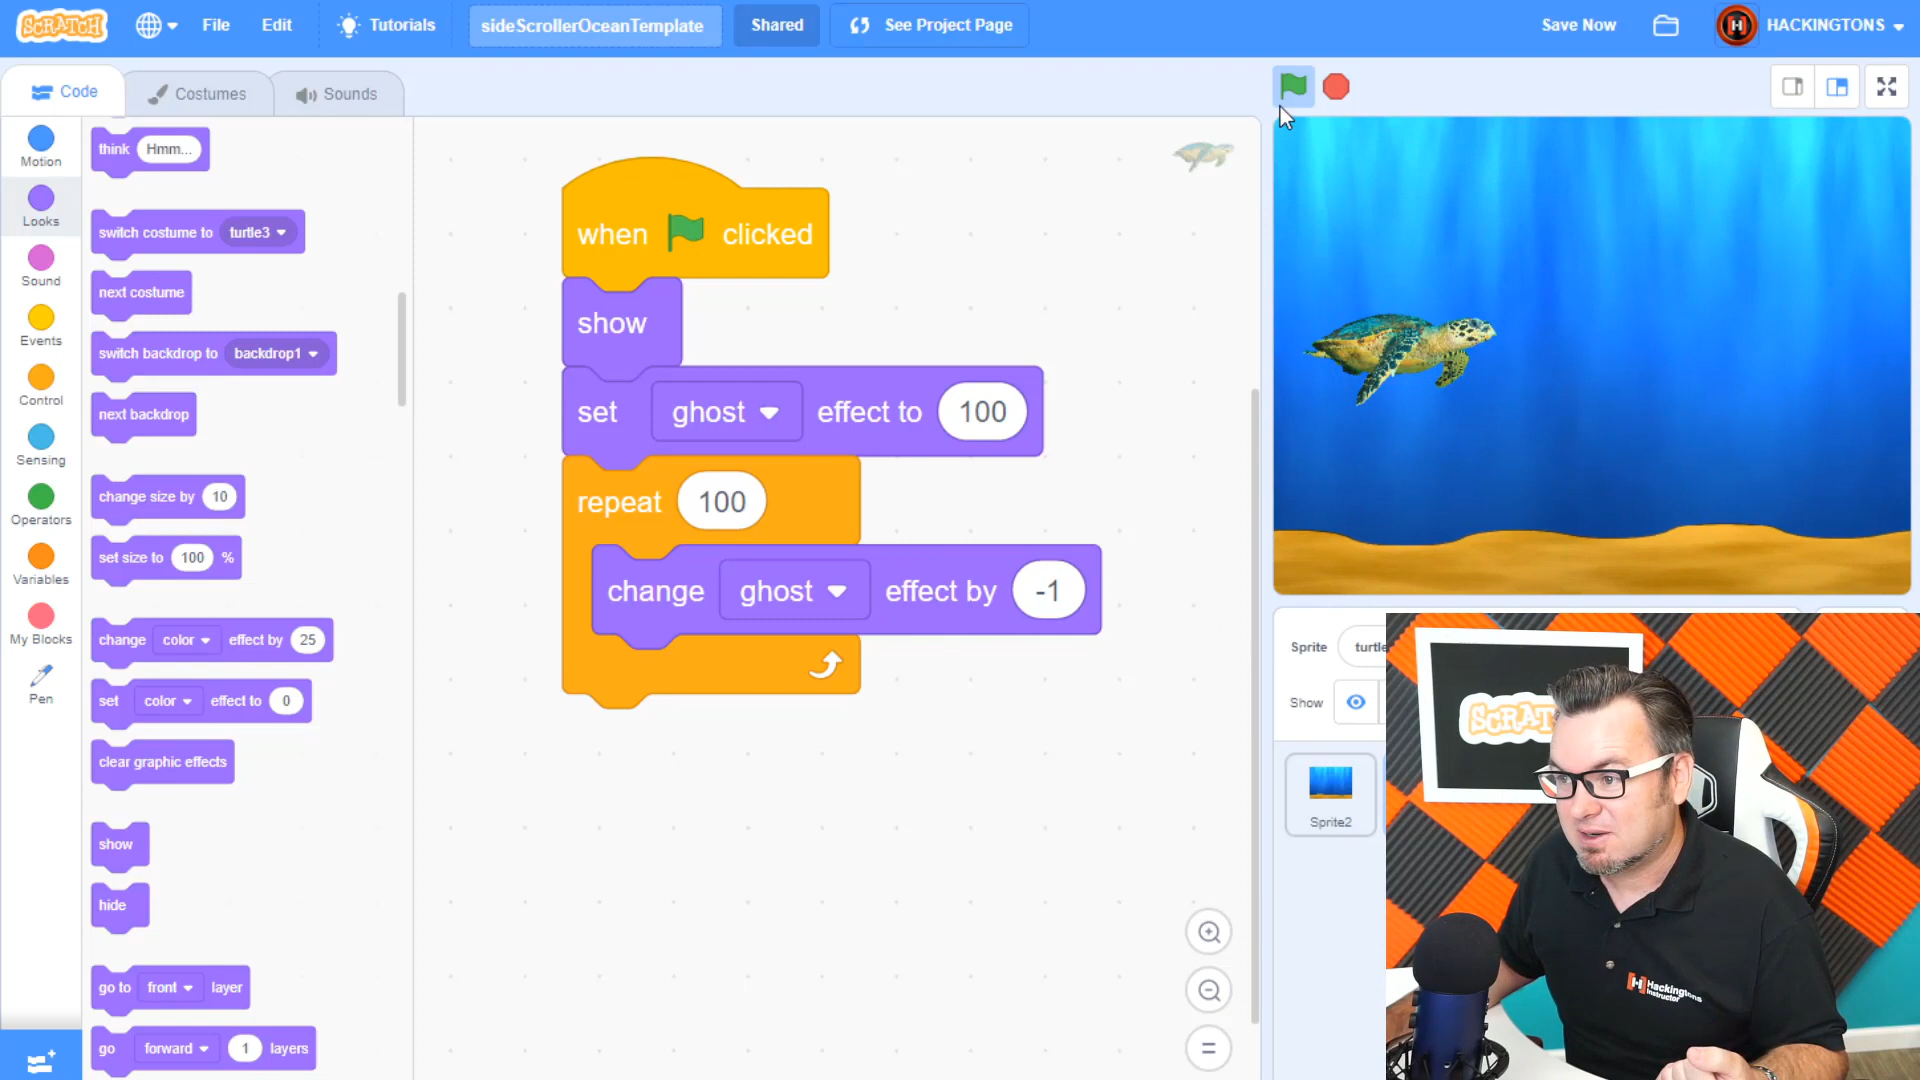 SCRATCH
File
Edit
Tutorials
sideScrollerOceanTemplate
Shared
See Project Page
Save Now
HACKINGTONS
Code
Costumes
Sounds
Motion
Looks
Sound
Events
Control
Sensing
Operators
Variables
My Blocks
Pen
think Hmm...
switch costume to turtle3
next costume
switch backdrop to backdrop1
next backdrop
change size by 10
set size to 100 %
change color effect by 25
set color effect to 0
clear graphic effects
show
hide
go to front layer
go forward 1 layers
when clicked
show
set ghost effect to 100
repeat 100
change ghost effect by -1
Sprite turtle
Show
Sprite2
Hackingtons
Instructor